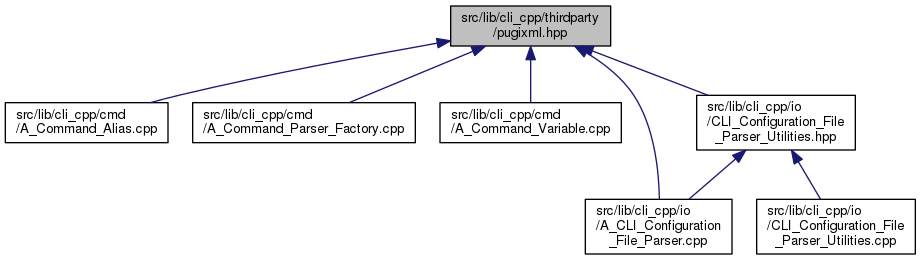 src/lib/cli_cpp/thirdparty
/pugixml.hpp
src/lib/cli_cpp/cmd
/A_Command_Alias.cpp
src/lib/cli_cpp/cmd
/A_Command_Parser_Factory.cpp
src/lib/cli_cpp/cmd
/A_Command_Variable.cpp
src/lib/cli_cpp/io
/CLI_Configuration_File
_Parser_Utilities.hpp
src/lib/cli_cpp/io
/A_CLI_Configuration
_File_Parser.cpp
src/lib/cli_cpp/io
/CLI_Configuration_File
_Parser_Utilities.cpp